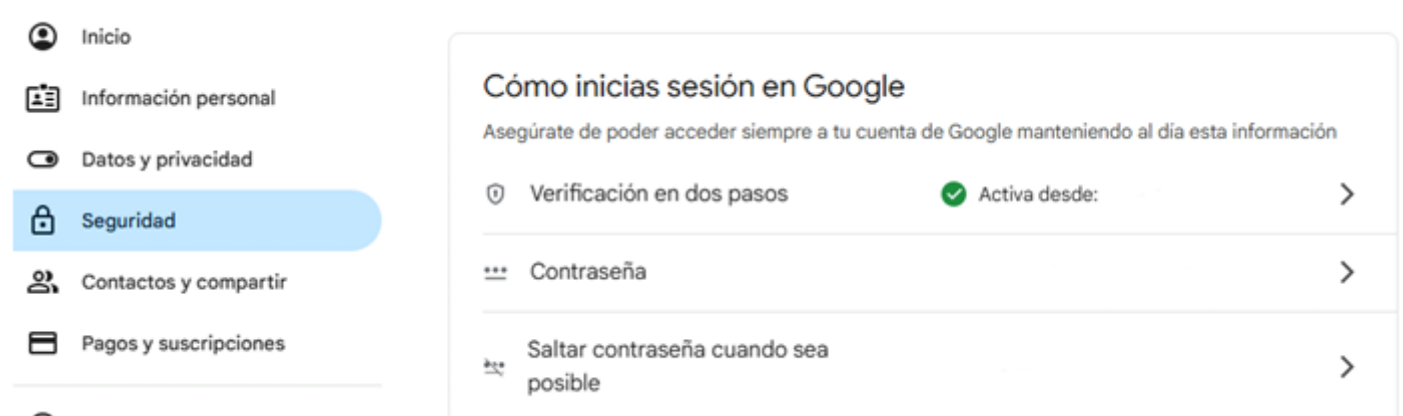 Inicio
Información personal
Datos y privacidad
Seguridad
Contactos y compartir
Pagos y suscripciones
Cómo inicias sesión en Google
Asegúrate de poder acceder siempre a tu cuenta de Google manteniendo al día esta información
Verificación en dos pasos
Activa desde:
Contraseña
Saltar contraseña cuando sea
posible